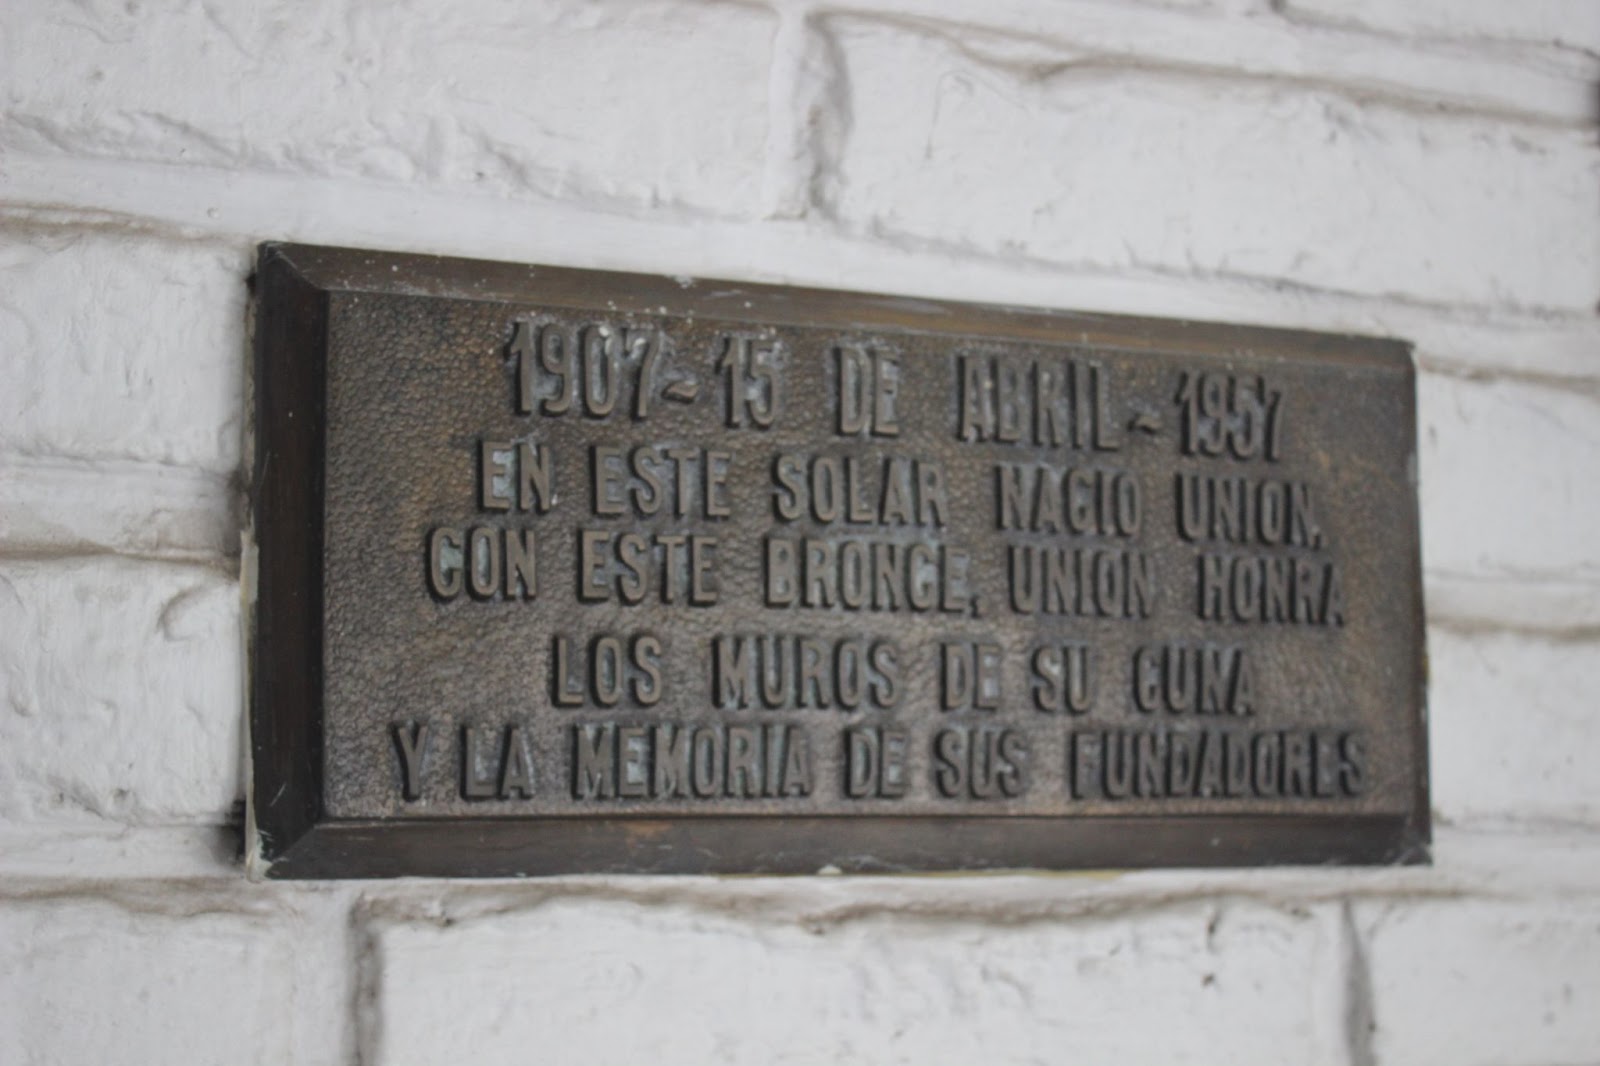 1907-15 DE ABRIL-1957
EN ESTE SOLAR NACIO UNION.
CON ESTE BRONCE, UNION HONRA
LOS MUROS DE SU CUNA
Y LA MEMORIA DE SUS FUNDADORES